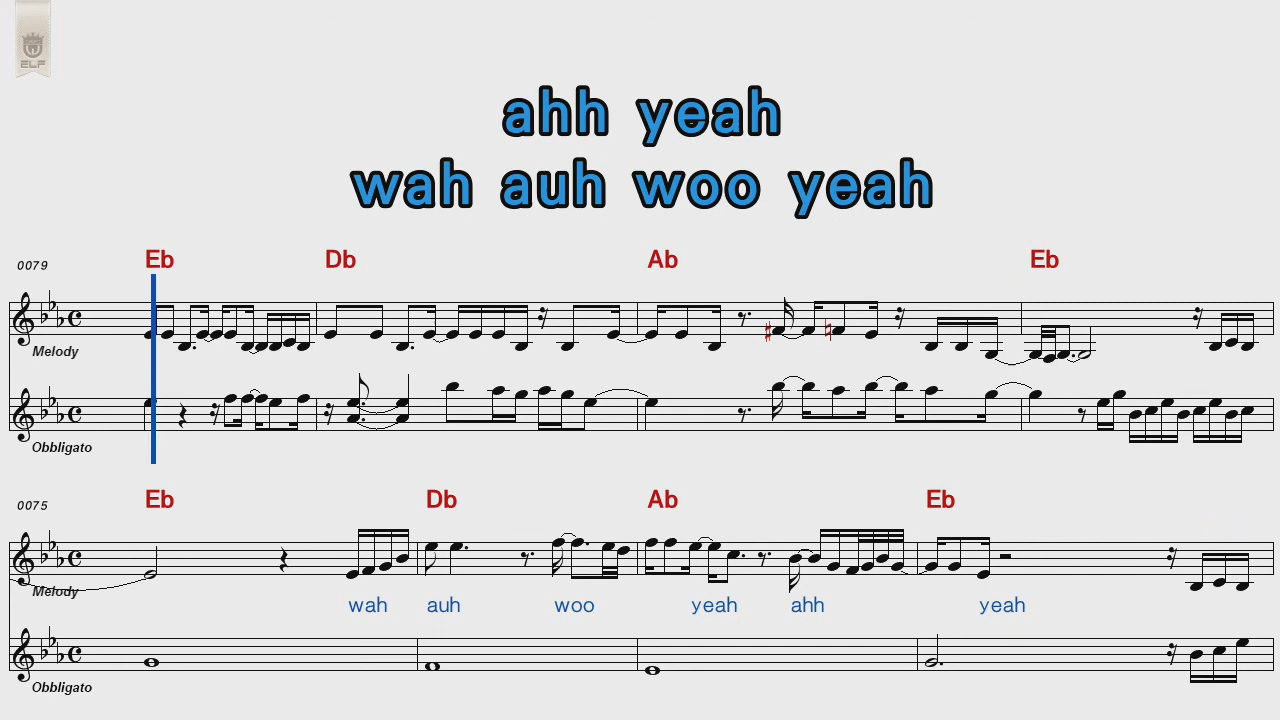 ELF
ahh yeah
wah auh woo yeah
0079
Eb Db Ab Eb
Melody
Obbligato
0075
Eb Db Ab Eb
Melody
wah auh woo yeah ahh yeah
Obbligato